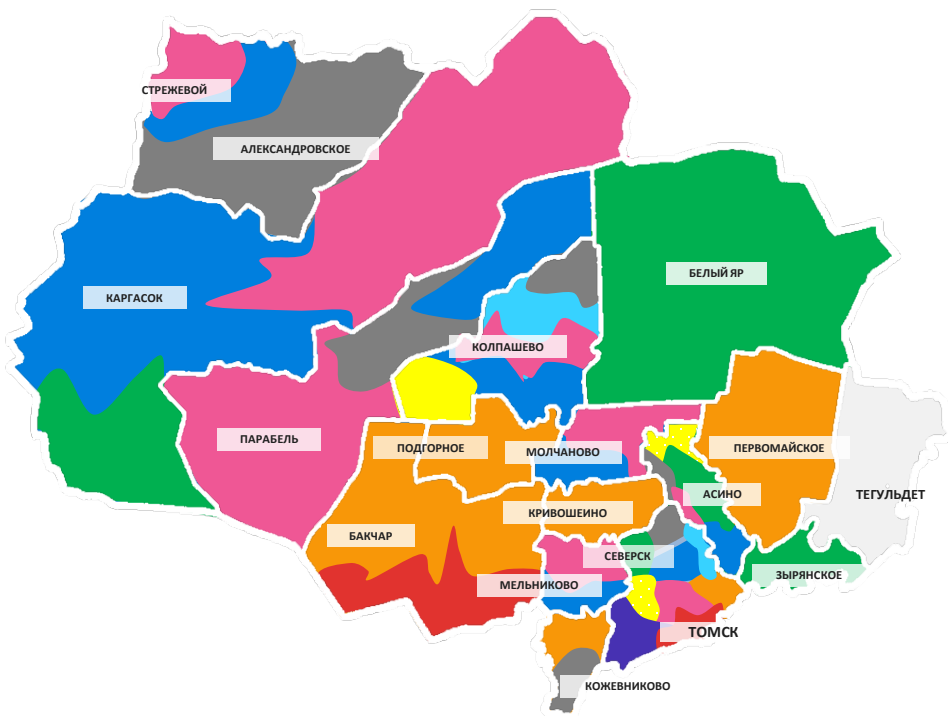 СТРЕЖЕВОЙ
АЛЕКСАНДРОВСКОЕ
БЕЛЫЙ ЯР
КАРГАСОК
КОЛПАШЕВО
ПАРАБЕЛЬ
ПОДГОРНОЕ
МОЛЧАНОВО
ПЕРВОМАЙСКОЕ
АСИНО
ТЕГУЛЬДЕТ
КРИВОШЕИНО
БАКЧАР
СЕВЕРСК
ЗЫРЯНСКОЕ
МЕЛЬНИКОВО
ТОМСК
КОЖЕВНИКОВО